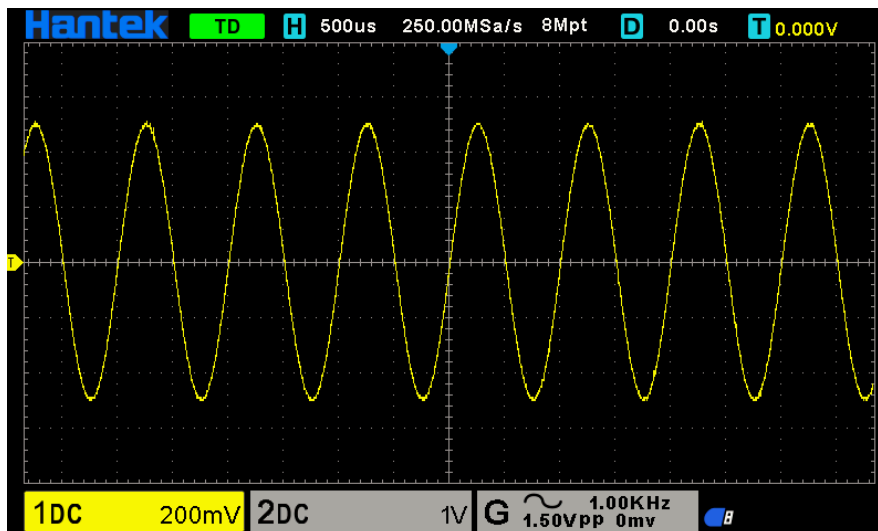 Hantek TD H 500us 250.00MSa/s 8Mpt D 0.00s T 0.000V
T
1DC 200mV 2DC 1V G 1.00KHz
1.50Vpp 0mv